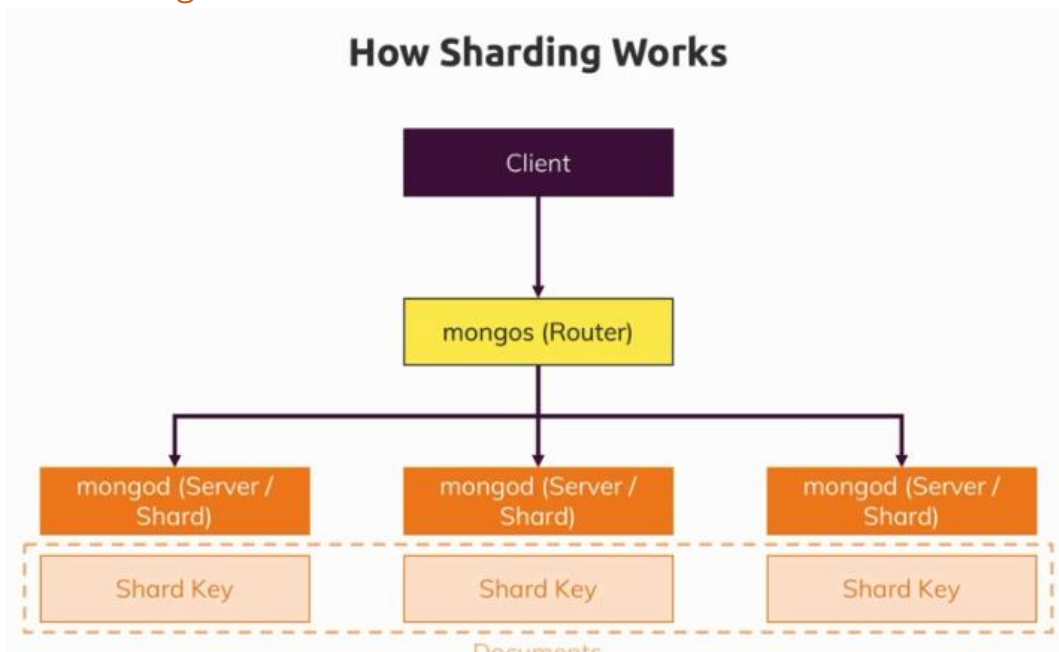 How Sharding Works
Client
mongos (Router)
mongod (Server /
Shard)
mongod (Server /
Shard)
mongod (Server /
Shard)
Shard Key
Shard Key
Shard Key
Documents